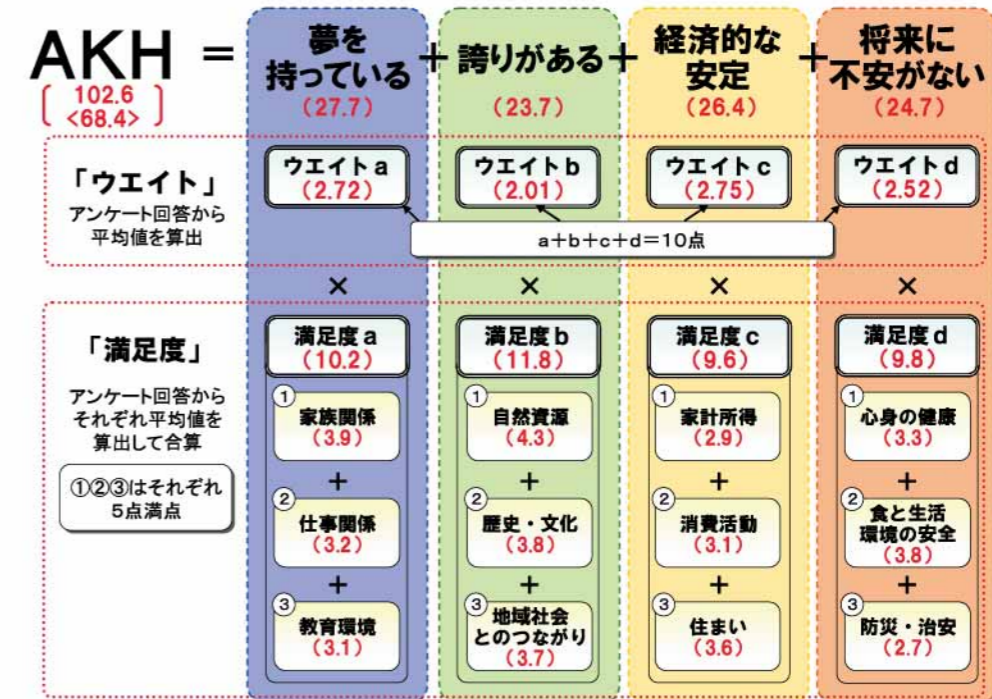 AKH
102.6
<68.4>
=
夢を
持っている
(27.7)
+
誇りがある
(23.7)
+
経済的な
安定
(26.4)
+
将来に
不安がない
(24.7)
「ウエイト」
アンケート回答から
平均値を算出
ウエイトa
(2.72)
ウエイトb
(2.01)
ウエイトc
(2.75)
ウエイトd
(2.52)
a+b+c+d=10点
×
×
×
×
「満足度」
アンケート回答から
それぞれ平均値を
算出して合算
①②③はそれぞれ
5点満点
満足度a
(10.2)
①
家族関係
(3.9)
+
②
仕事関係
(3.2)
+
③
教育環境
(3.1)
満足度b
(11.8)
①
自然資源
(4.3)
+
②
歴史・文化
(3.8)
+
③
地域社会
とのつながり
(3.7)
満足度c
(9.6)
①
家計所得
(2.9)
+
②
消費活動
(3.1)
+
③
住まい
(3.6)
満足度d
(9.8)
①
心身の健康
(3.3)
+
②
食と生活
環境の安全
(3.8)
+
③
防災・治安
(2.7)